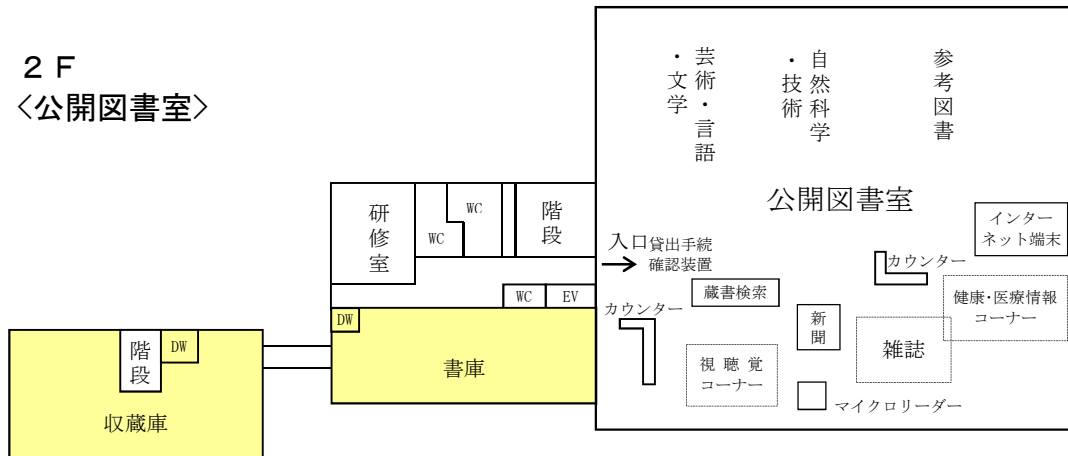 ２Ｆ
〈公開図書室〉
芸術・言語
・文学
自然科学
・技術
参考図書
公開図書室
研修室
WC
WC
階段
入口
貸出手続
確認装置
インター
ネット端末
カウンター
蔵書検索
WC
EV
カウンター
健康・医療情報
コーナー
DW
新聞
雑誌
階段
DW
書庫
視聴覚
コーナー
マイクロリーダー
収蔵庫